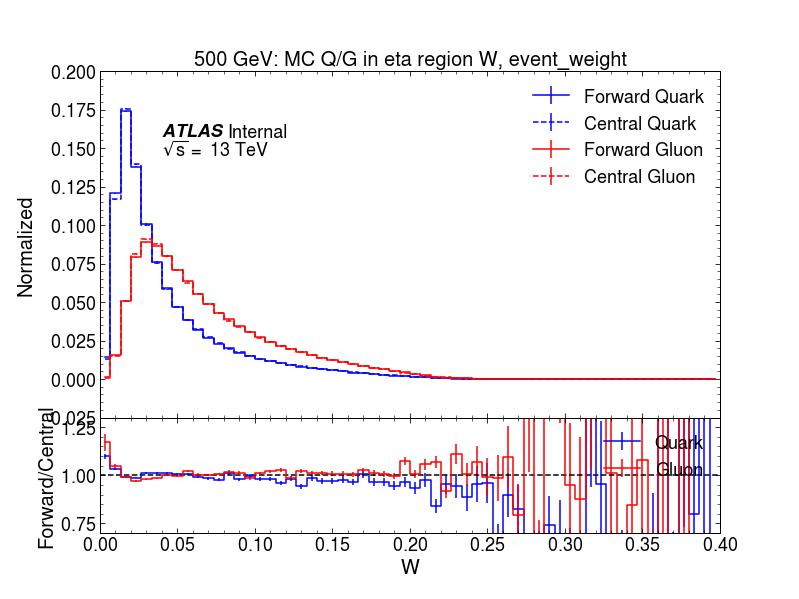 500 GeV: MC Q/G in eta region W, event_weight
0.200
0.175
0.150
0.125
0.100
0.075
0.050
0.025
0.000
0.025
Normalized
ATLAS Internal
√s = 13 TeV
Forward Quark
Central Quark
Forward Gluon
Central Gluon
1.25
1.00
0.75
Forward/Central
Quark
Gluon
0.00 0.05 0.10 0.15 0.20 0.25 0.30 0.35 0.40
W